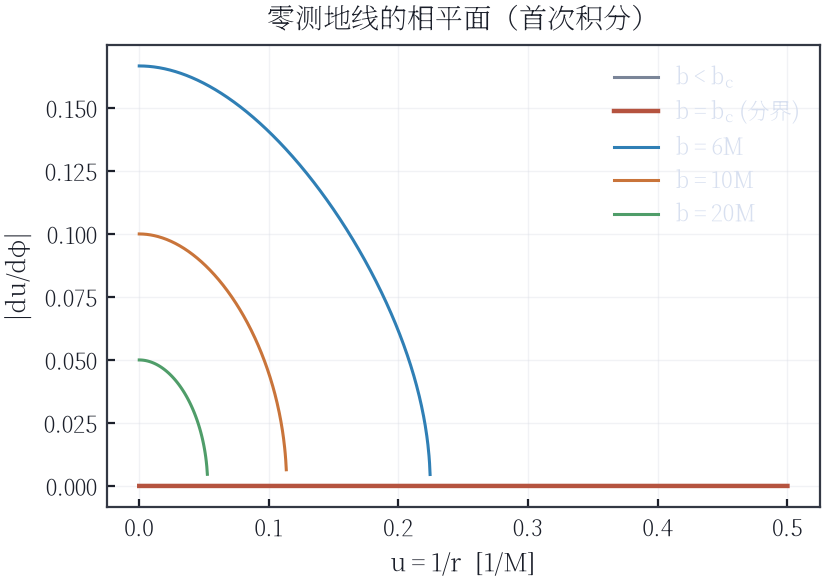 零测地线的相平面（首次积分）
b < b_c
b = b_c (分界)
b = 6M
b = 10M
b = 20M
|du/dϕ|
0.150
0.125
0.100
0.075
0.050
0.025
0.000
0.0 0.1 0.2 0.3 0.4 0.5
u = 1/r [1/M]